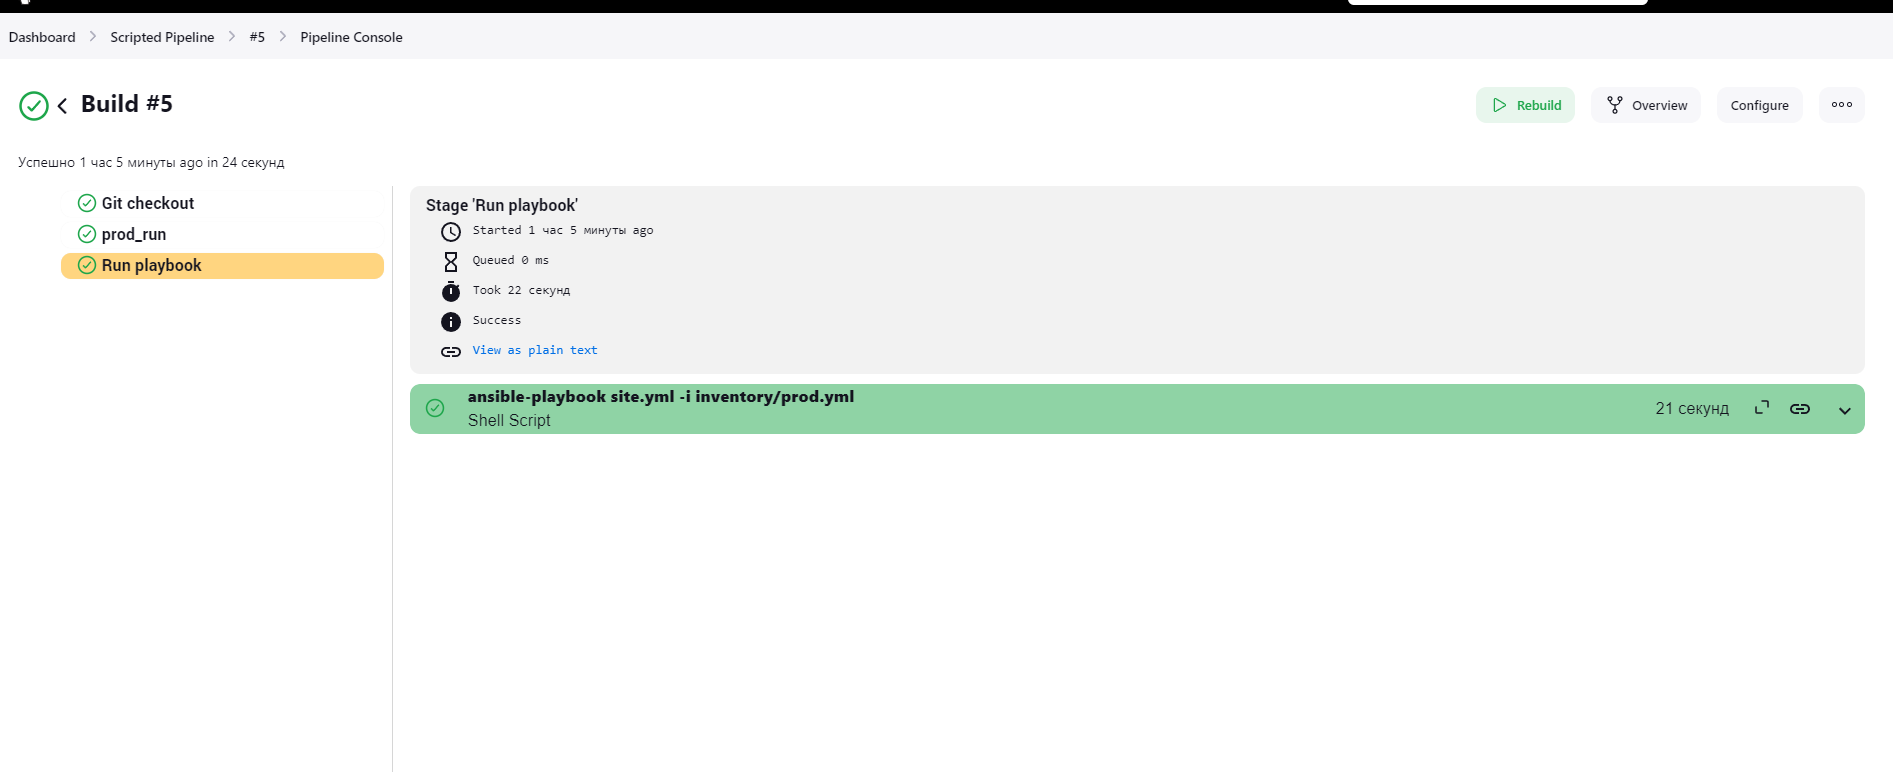 Dashboard > Scripted Pipeline > #5 > Pipeline Console
Build #5
Rebuild
Overview
Configure
Успешно 1 час 5 минуты ago in 24 секунд
Git checkout
prod_run
Run playbook
Stage 'Run playbook'
Started 1 час 5 минуты ago
Queued 0 ms
Took 22 секунд
Success
View as plain text
ansible-playbook site.yml -i inventory/prod.yml
Shell Script
21 секунд